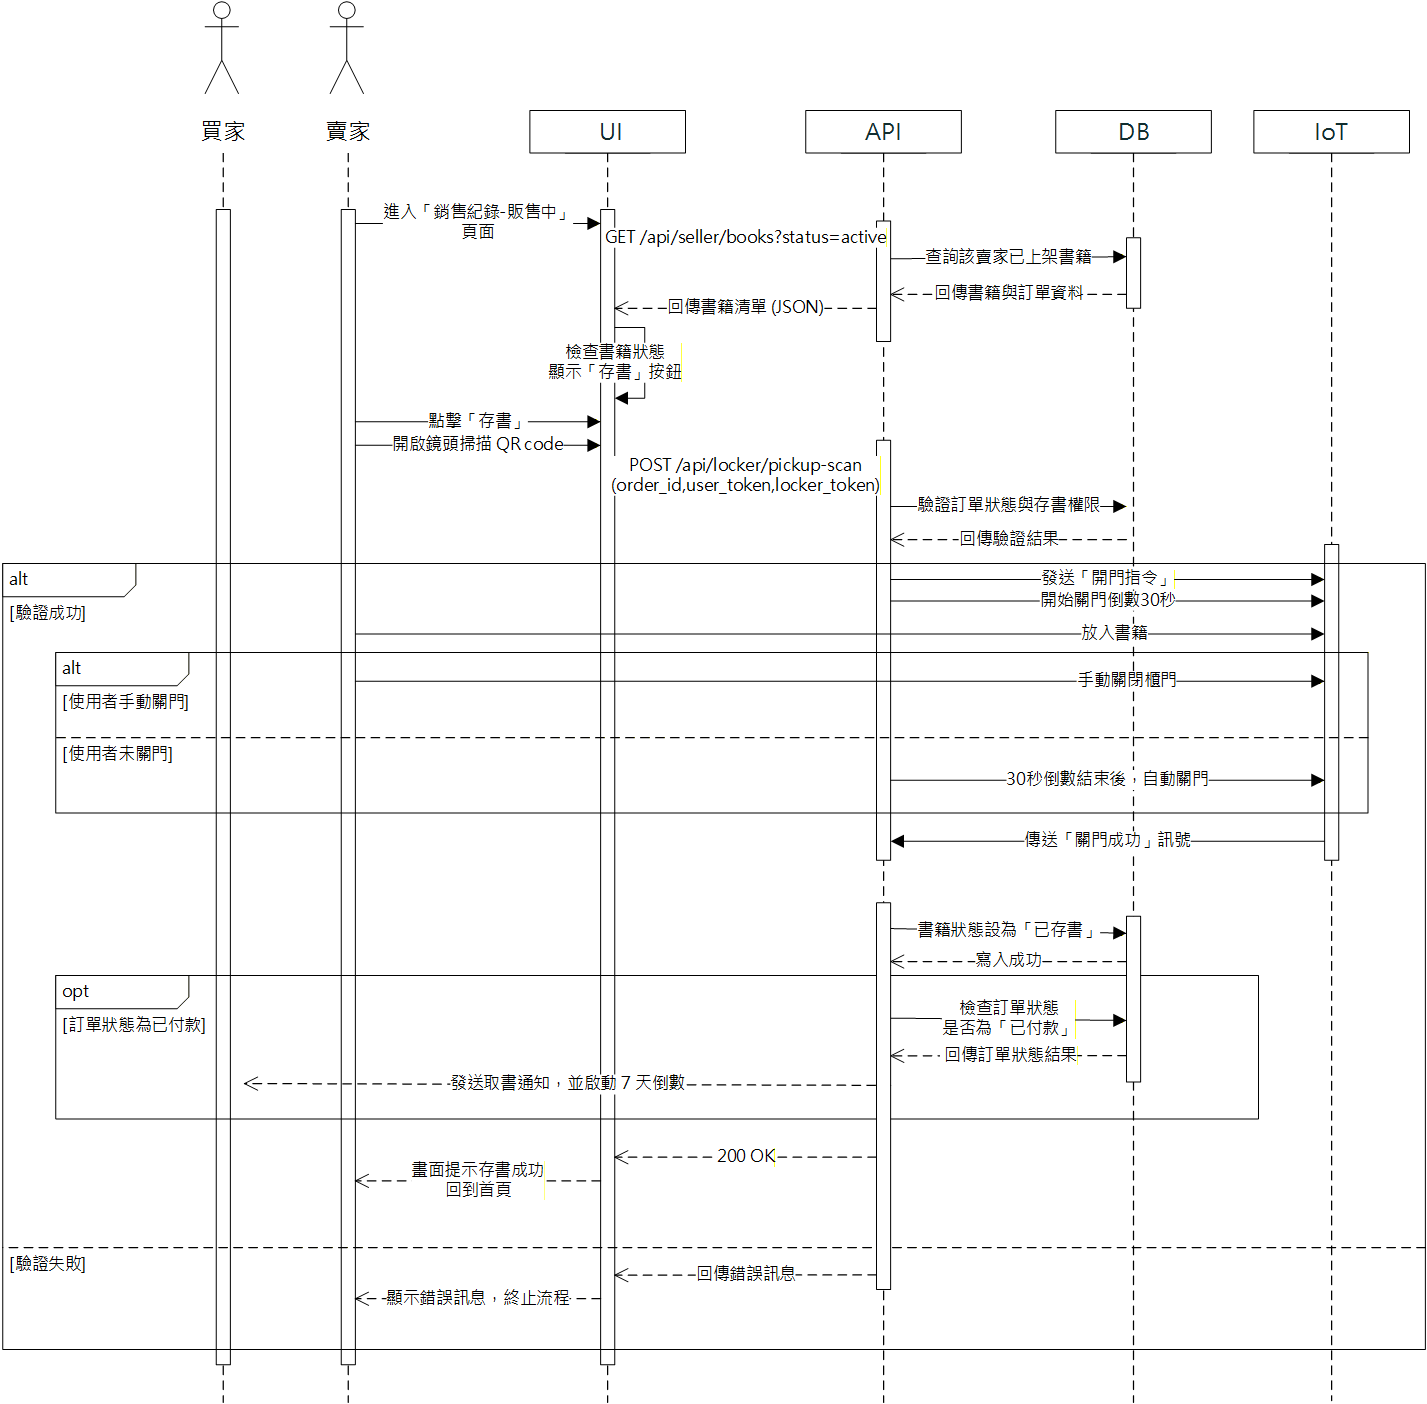 買家
賣家
UI
API
DB
IoT
進入「銷售紀錄-販售中」
頁面
GET /api/seller/books?status=active
查詢該賣家已上架書籍
回傳書籍與訂單資料
回傳書籍清單 (JSON)
檢查書籍狀態
顯示「存書」按鈕
點擊「存書」
開啟鏡頭掃描 QR code
POST /api/locker/pickup-scan
(order_id,user_token,locker_token)
驗證訂單狀態與存書權限
回傳驗證結果
alt
[驗證成功]
發送「開門指令」
開始關門倒數30秒
放入書籍
alt
[使用者手動關門]
手動關閉櫃門
[使用者未關門]
30秒倒數結束後，自動關門
傳送「關門成功」訊號
書籍狀態設為「已存書」
寫入成功
opt
[訂單狀態為已付款]
檢查訂單狀態
是否為「已付款」
回傳訂單狀態結果
發送取書通知，並啟動 7 天倒數
200 OK
畫面提示存書成功
回到首頁
[驗證失敗]
回傳錯誤訊息
顯示錯誤訊息，終止流程